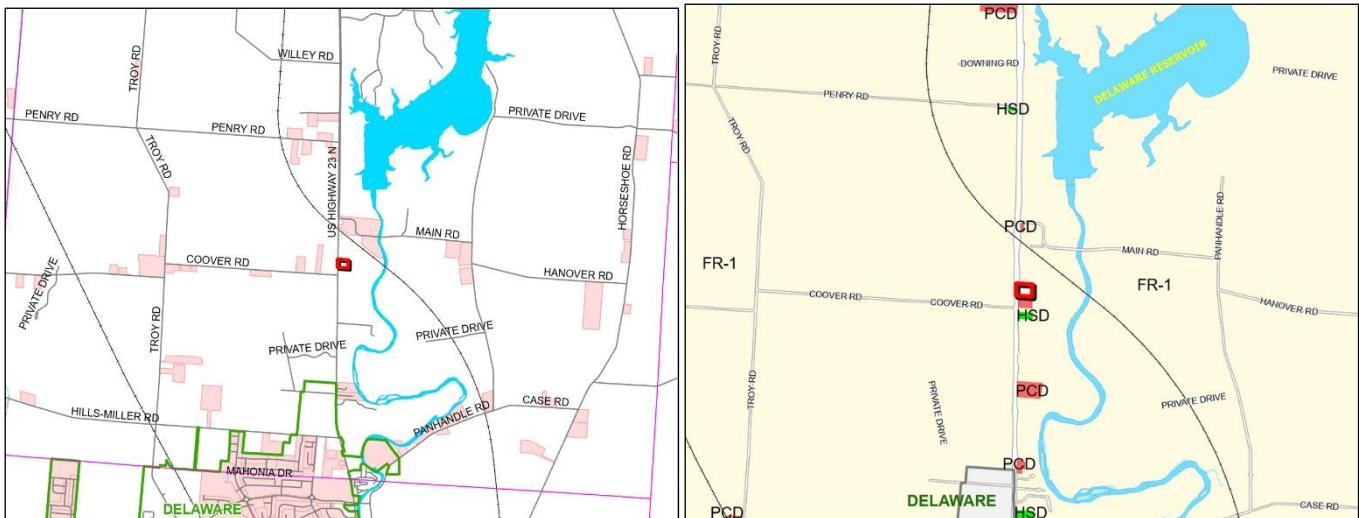 WILLEY RD
TROY RD
PENRY RD
PENRY RD
PRIVATE DRIVE
TROY RD
US HIGHWAY 23 N
HORSESHOE RD
MAIN RD
COOVER RD
HANOVER RD
PRIVATE DRIVE
TROY RD
PRIVATE DRIVE
PRIVATE DRIVE
HILLS-MILLER RD
CASE RD
PANHANDLE RD
MAHONIA DR
DELAWARE
PCD
TROY RD
DOWNING RD
DELAWARE RESERVOIR
PRIVATE DRIVE
PENRY RD
HSD
TROY RD
PANHANDLE RD
PCD
MAIN RD
FR-1
FR-1
COOVER RD
COOVER RD
HANOVER RD
HSD
TROY RD
PRIVATE DRIVE
PCD
PRIVATE DRIVE
PCD
DELAWARE
CASE RD
PCD
HSD